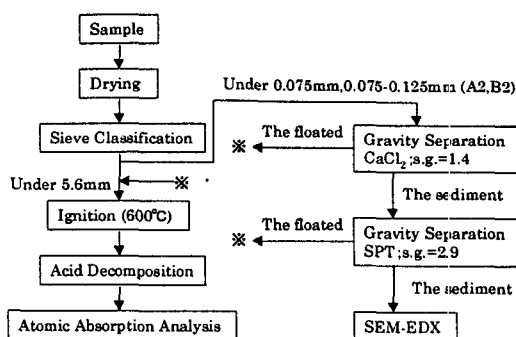 Sample
Drying
Under 0.075mm,0.075-0.125mm (A2,B2)
Sieve Classification
※
The floated
Gravity Separation
CaCl₂;s.g.=1.4
Under 5.6mm
※
The sediment
Ignition (600℃)
※
The floated
Gravity Separation
SPT;s.g.=2.9
Acid Decomposition
The sediment
Atomic Absorption Analysis
SEM-EDX